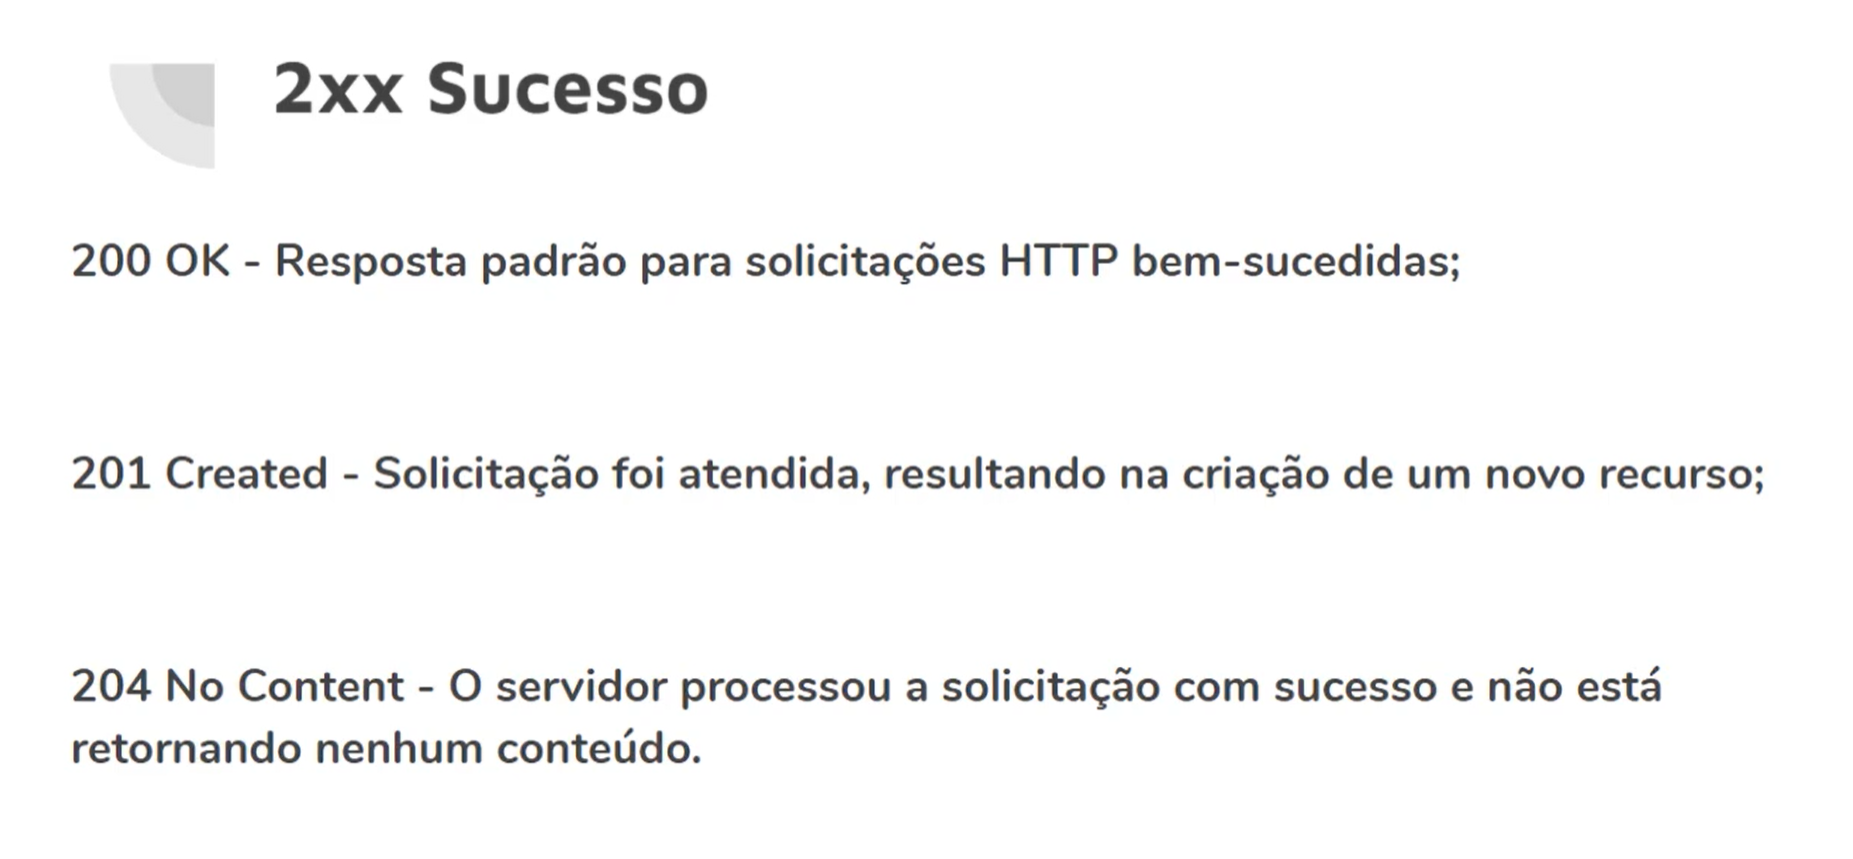 2xx Sucesso
200 OK - Resposta padrão para solicitações HTTP bem-sucedidas;
201 Created - Solicitação foi atendida, resultando na criação de um novo recurso;
204 No Content - O servidor processou a solicitação com sucesso e não está
retornando nenhum conteúdo.